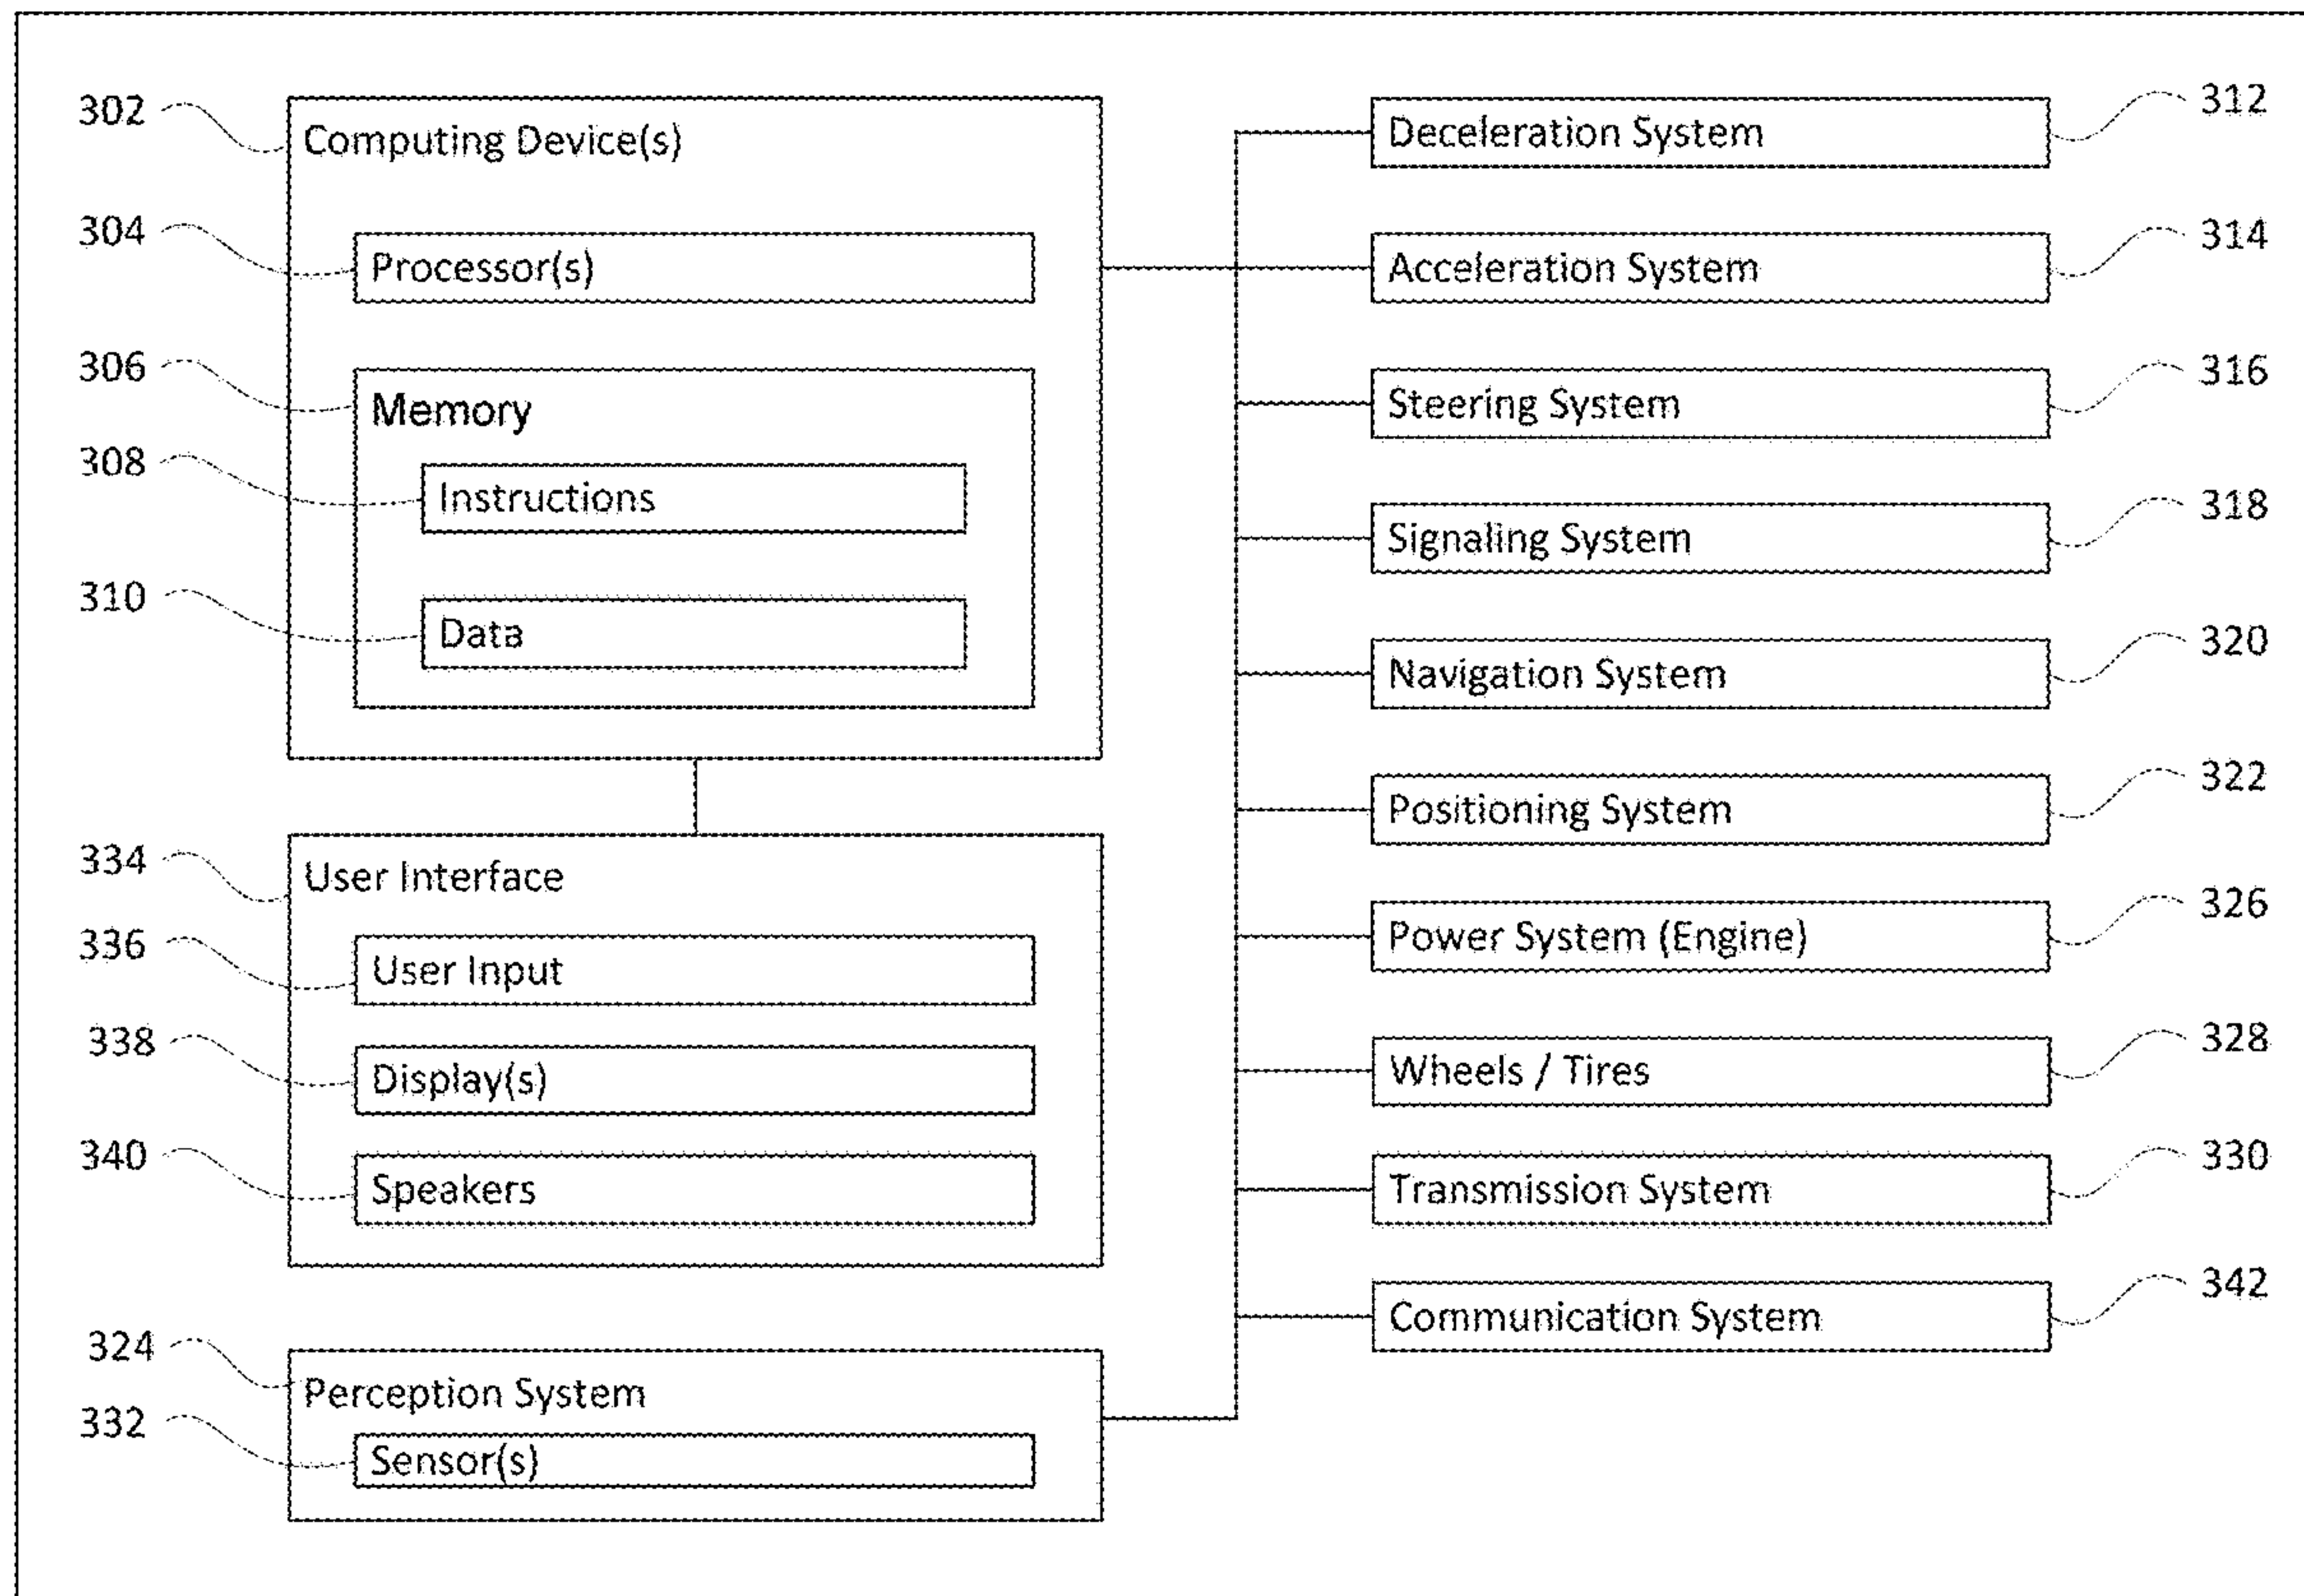 302
Computing Device(s)
304
Processor(s)
306
Memory
308
Instructions
310
Data
334
User Interface
336
User Input
338
Display(s)
340
Speakers
324
Perception System
332
Sensor(s)
Deceleration System
312
Acceleration System
314
Steering System
316
Signaling System
318
Navigation System
320
Positioning System
322
Power System (Engine)
326
Wheels / Tires
328
Transmission System
330
Communication System
342